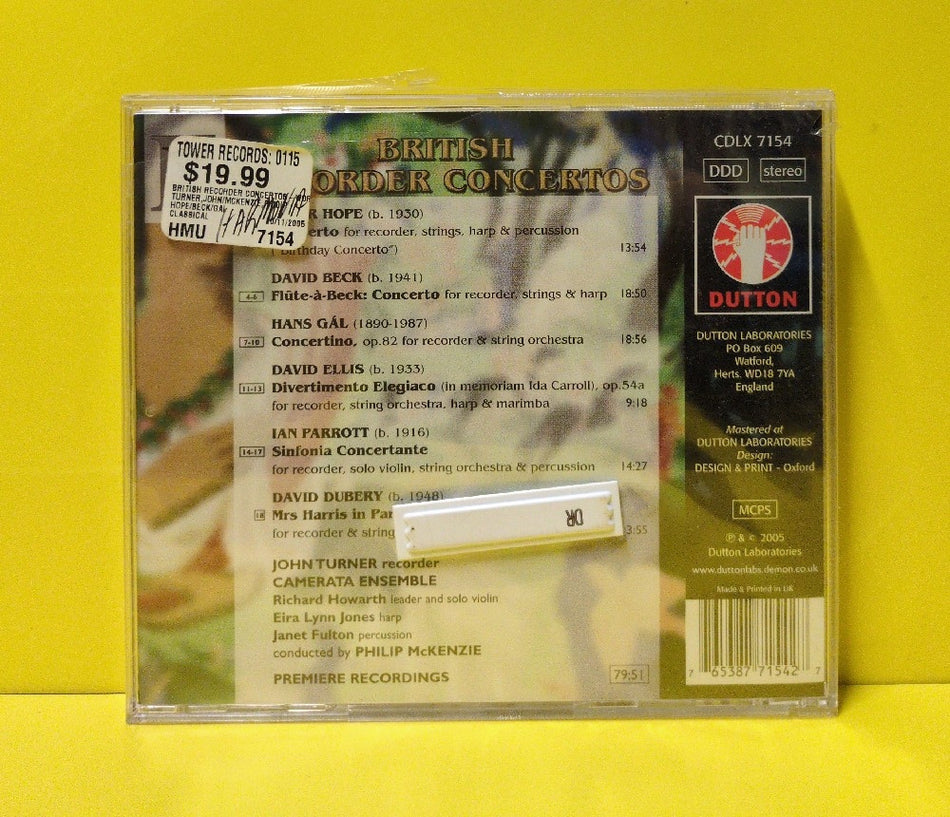 TOWER RECORDS: 0115
$19.99
BRITISH RECORDER CONCERTOS
TURNER,JOHN/MCKENZ
HOPE/BECK/GA
CLASSICAL
/11/2005
HMU
7154
BRITISH
ORDER CONCERTOS
R HOPE (b. 1930)
erto for recorder, strings, harp & percussion
("Birthday Concerto") 13:54
DAVID BECK (b. 1941)
4-6 Flûte-à-Beck: Concerto for recorder, strings & harp 18:50
HANS GÁL (1890-1987)
7-10 Concertino, op.82 for recorder & string orchestra 18:56
DAVID ELLIS (b. 1933)
11-13 Divertimento Elegiaco (in memoriam Ida Carroll), op.54a
for recorder, string orchestra, harp & marimba 9:18
IAN PARROTT (b. 1916)
14-17 Sinfonia Concertante
for recorder, solo violin, string orchestra & percussion 14:27
DAVID DUBERY (b. 1948)
18 Mrs Harris in Par
for recorder & string 3:55
DR
JOHN TURNER recorder
CAMERATA ENSEMBLE
Richard Howarth leader and solo violin
Eira Lynn Jones harp
Janet Fulton percussion
conducted by PHILIP McKENZIE
PREMIERE RECORDINGS
79:51
CDLX 7154
DDD stereo
DUTTON
DUTTON LABORATORIES
PO Box 609
Watford,
Herts. WD18 7YA
England
Mastered at
DUTTON LABORATORIES
Design:
DESIGN & PRINT - Oxford
MCPS
℗ & © 2005
Dutton Laboratories
www.duttonlabs.demon.co.uk
Made & Printed in UK
7 65387 71542 7